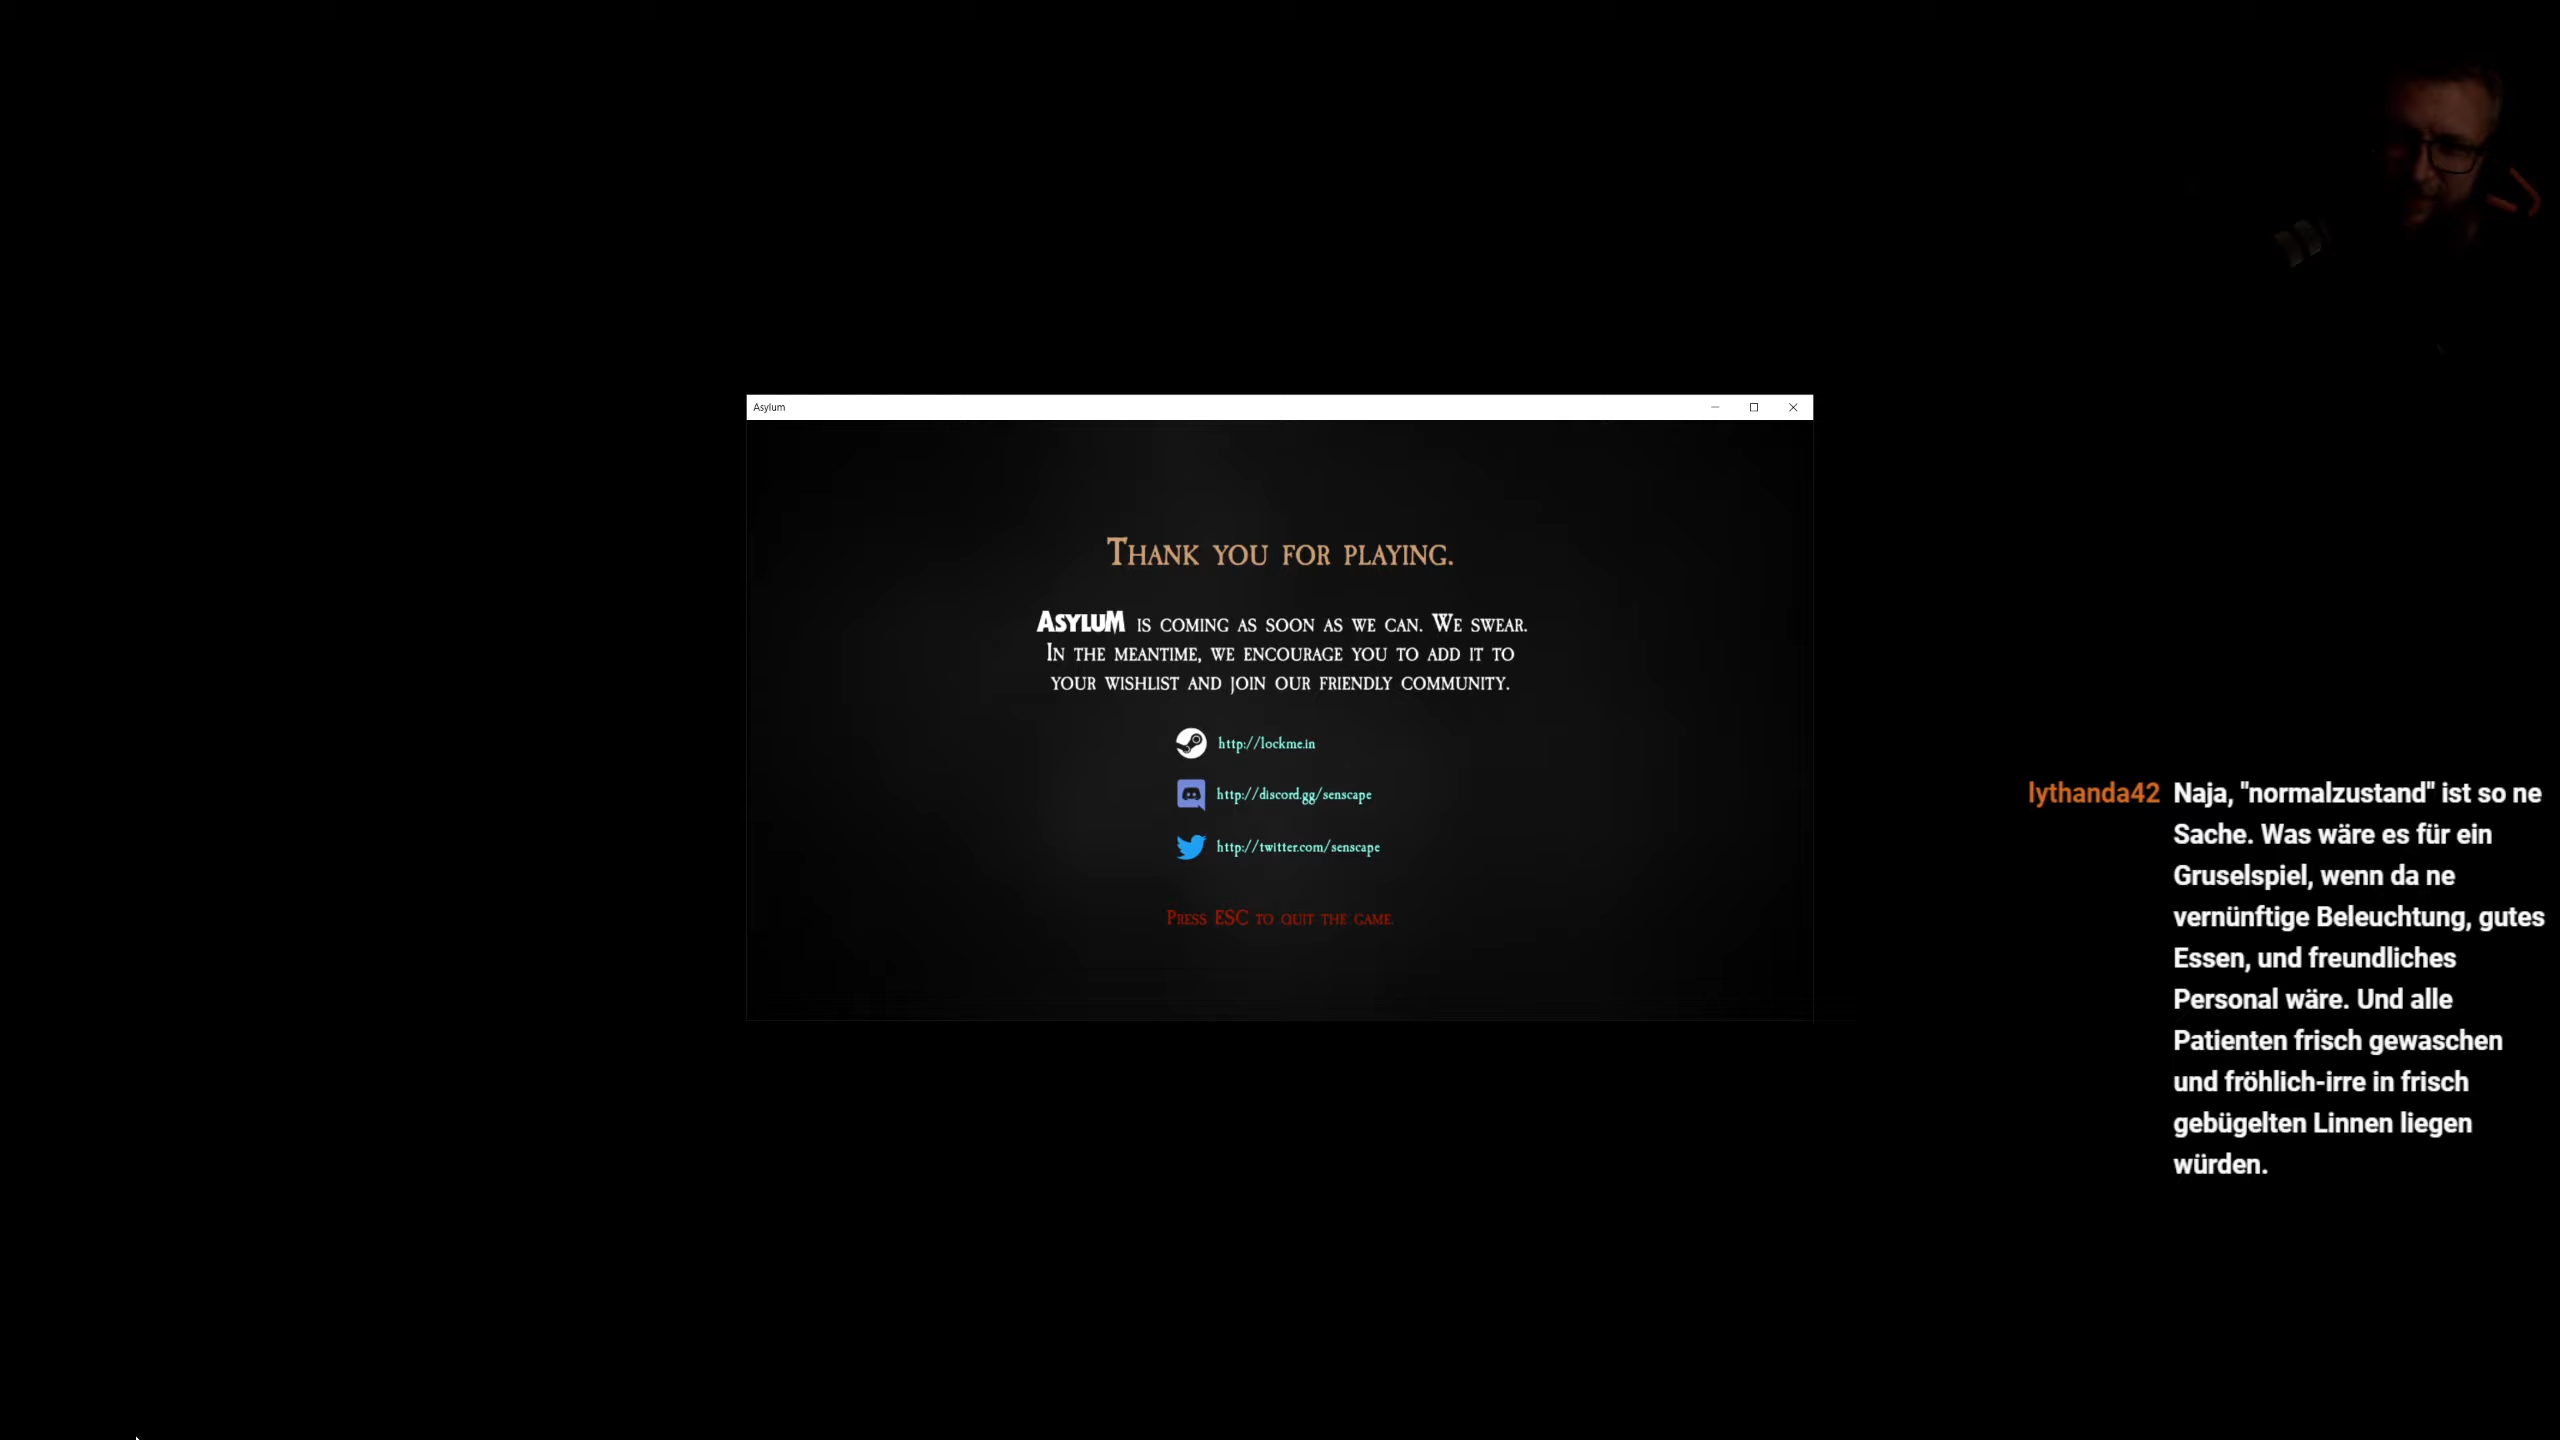 Asylum
Thank you for playing.
Asylum is coming as soon as we can. We swear.
In the meantime, we encourage you to add it to
your wishlist and join our friendly community.
http://lockme.in
http://discord.gg/senscape
http://twitter.com/senscape
Press ESC to quit the game.
lythanda42 Naja, "normalzustand" ist so ne
Sache. Was wäre es für ein
Gruselspiel, wenn da ne
vernünftige Beleuchtung, gutes
Essen, und freundliches
Personal wäre. Und alle
Patienten frisch gewaschen
und fröhlich-irre in frisch
gebügelten Linnen liegen
würden.